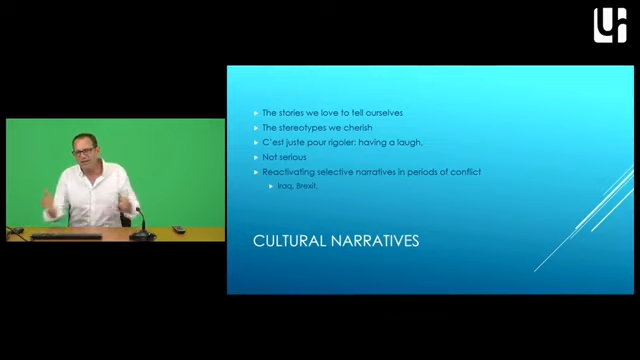 The stories we love to tell ourselves
The stereotypes we cherish
C'est juste pour rigoler: having a laugh.
Not serious
Reactivating selective narratives in periods of conflict
Iraq, Brexit,
CULTURAL NARRATIVES